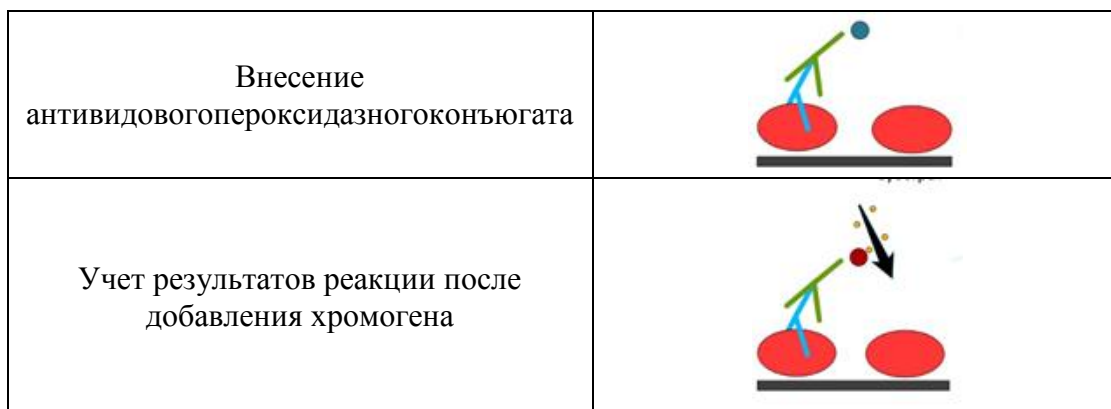 Внесение
антивидовогопероксидазногоконъюгата
Учет результатов реакции после
добавления хромогена